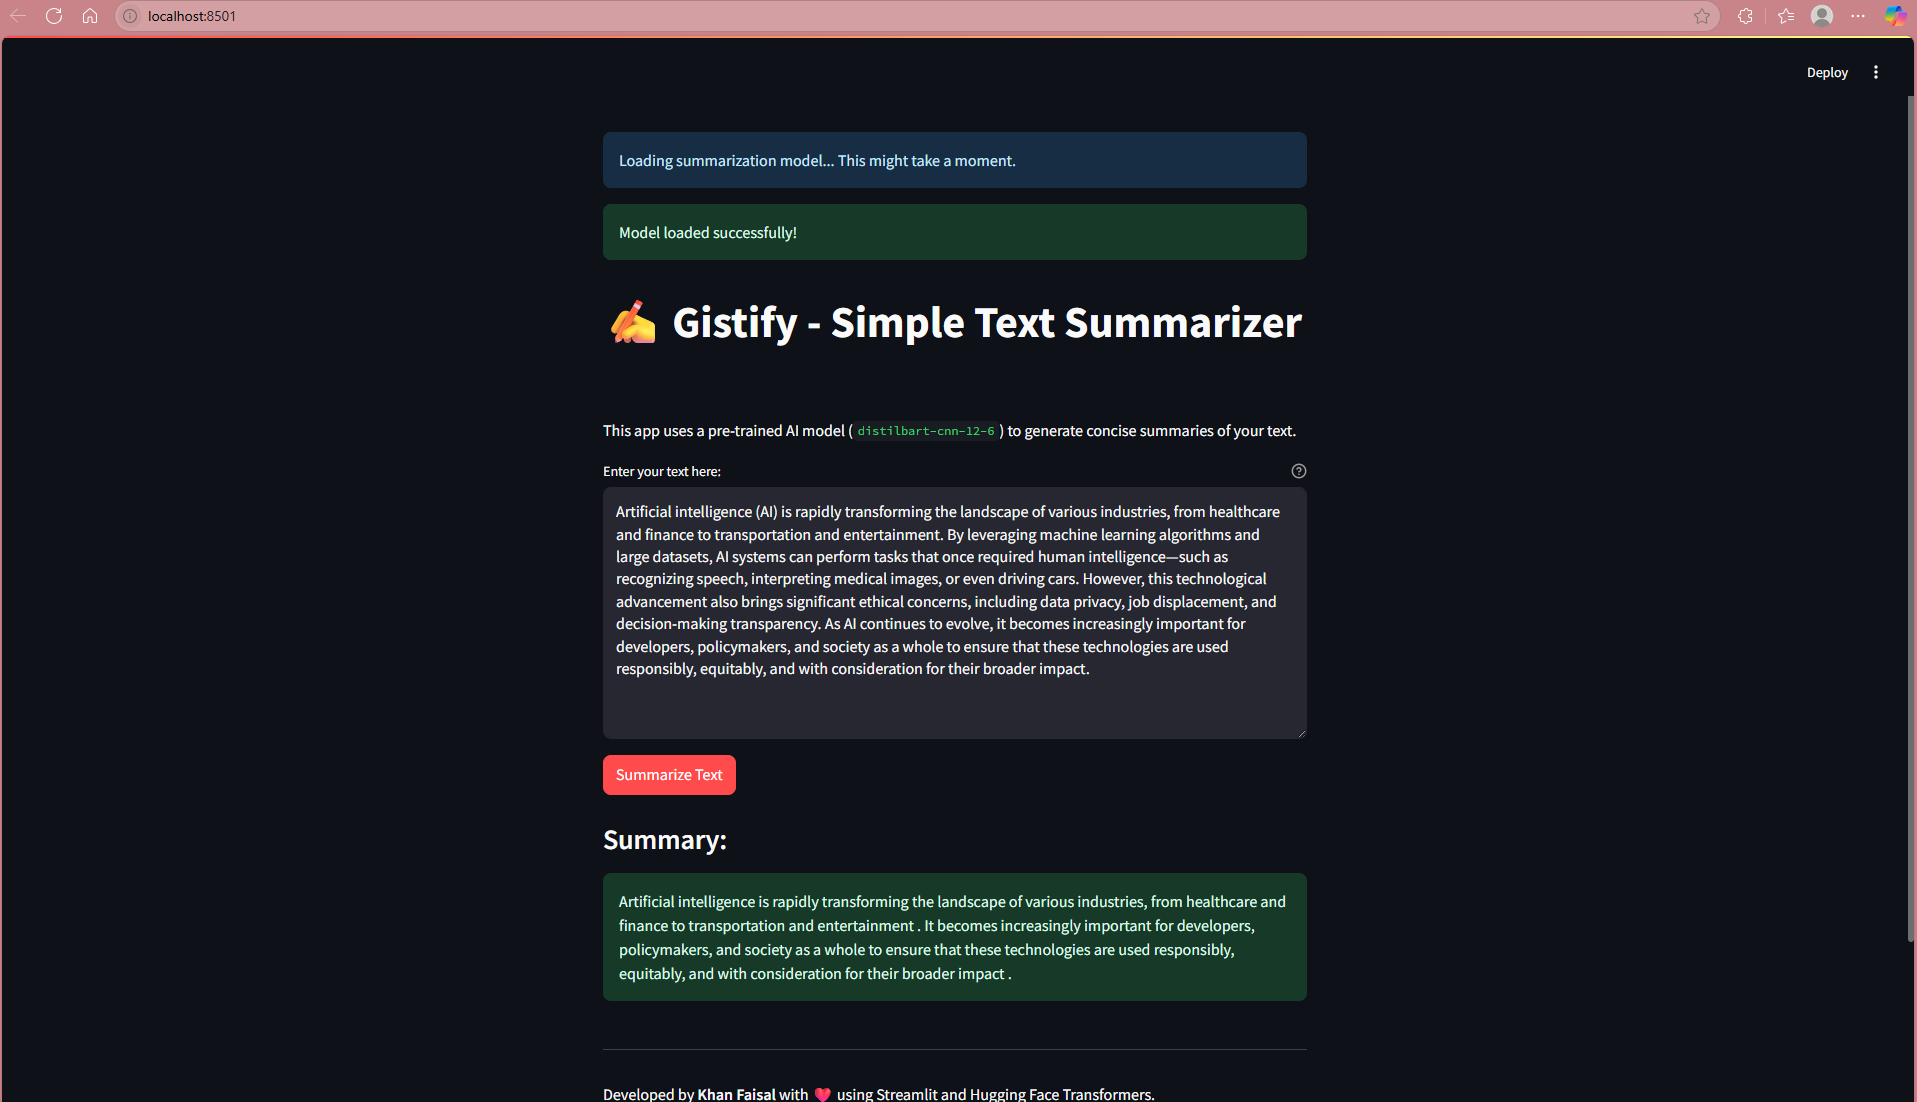 localhost:8501
Deploy
Loading summarization model... This might take a moment.
Model loaded successfully!
✍️ Gistify - Simple Text Summarizer
This app uses a pre-trained AI model ( distilbart-cnn-12-6 ) to generate concise summaries of your text.
Enter your text here:
Artificial intelligence (AI) is rapidly transforming the landscape of various industries, from healthcare
and finance to transportation and entertainment. By leveraging machine learning algorithms and
large datasets, AI systems can perform tasks that once required human intelligence—such as
recognizing speech, interpreting medical images, or even driving cars. However, this technological
advancement also brings significant ethical concerns, including data privacy, job displacement, and
decision-making transparency. As AI continues to evolve, it becomes increasingly important for
developers, policymakers, and society as a whole to ensure that these technologies are used
responsibly, equitably, and with consideration for their broader impact.
Summarize Text
Summary:
Artificial intelligence is rapidly transforming the landscape of various industries, from healthcare and
finance to transportation and entertainment . It becomes increasingly important for developers,
policymakers, and society as a whole to ensure that these technologies are used responsibly,
equitably, and with consideration for their broader impact .
Developed by Khan Faisal with ❤️ using Streamlit and Hugging Face Transformers.